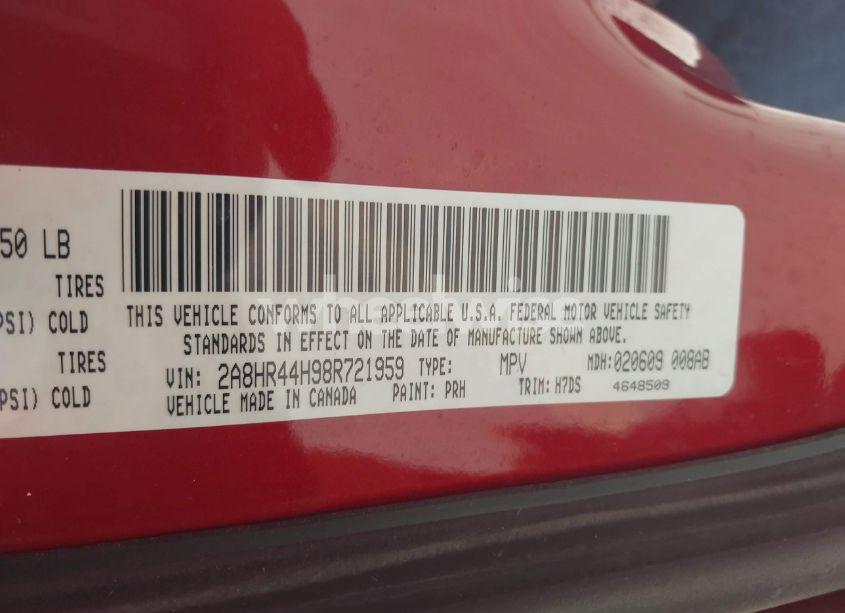 50 LB
TIRES
PSI) COLD
TIRES
PSI) COLD
THIS VEHICLE CONFORMS TO ALL APPLICABLE U.S.A. FEDERAL MOTOR VEHICLE SAFETY
STANDARDS IN EFFECT ON THE DATE OF MANUFACTURE SHOWN ABOVE.
VIN: 2A8HR44H98R721959 TYPE: MPV MDH:020609 008AB
VEHICLE MADE IN CANADA PAINT: PRH TRIM: H7DS 4648509